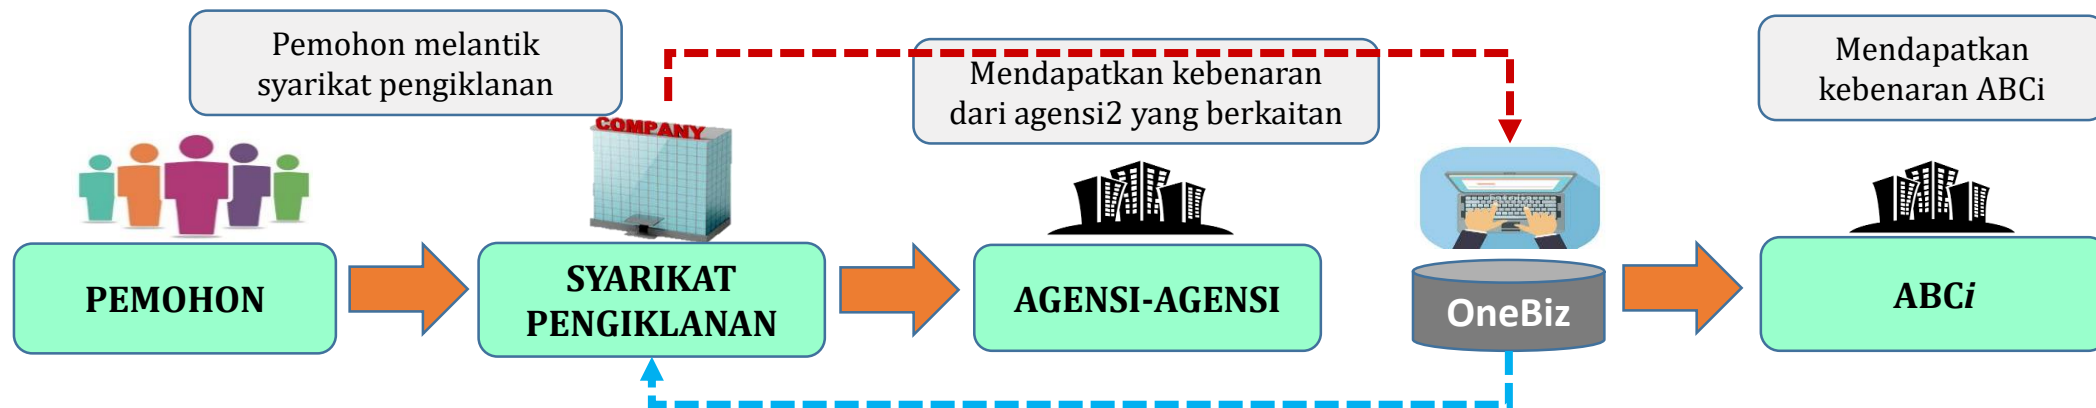 Pemohon melantik
syarikat pengiklanan
Mendapatkan kebenaran
dari agensi2 yang berkaitan
Mendapatkan
kebenaran ABCi
COMPANY
PEMOHON
SYARIKAT
PENGIKLANAN
AGENSI-AGENSI
OneBiz
ABCi